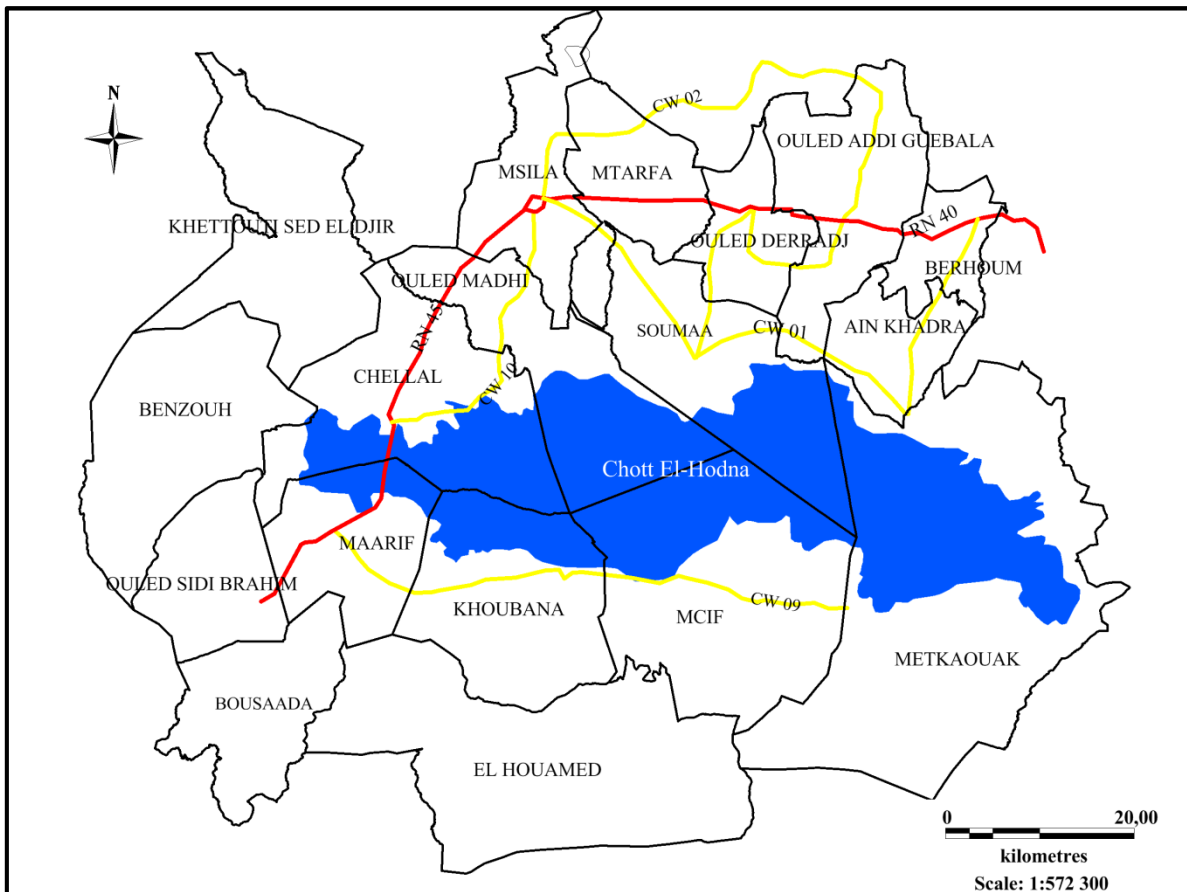 N
CW 02
OULED ADDI GUEBALA
MSILA
MTARFA
KHETTOUTI SED ELIDJIR
RN 40
OULED DERRADJ
OULED MADHI
BERHOUM
RN 45
SOUMAA
CW 01
AIN KHADRA
CHELLAL
CW 10
BENZOUH
Chott El-Hodna
MAARIF
OULED SIDI BRAHIM
KHOUBANA
MCIF
CW 09
METKAOUAK
BOUSAADA
EL HOUAMED
0 20,00
kilometres
Scale: 1:572 300